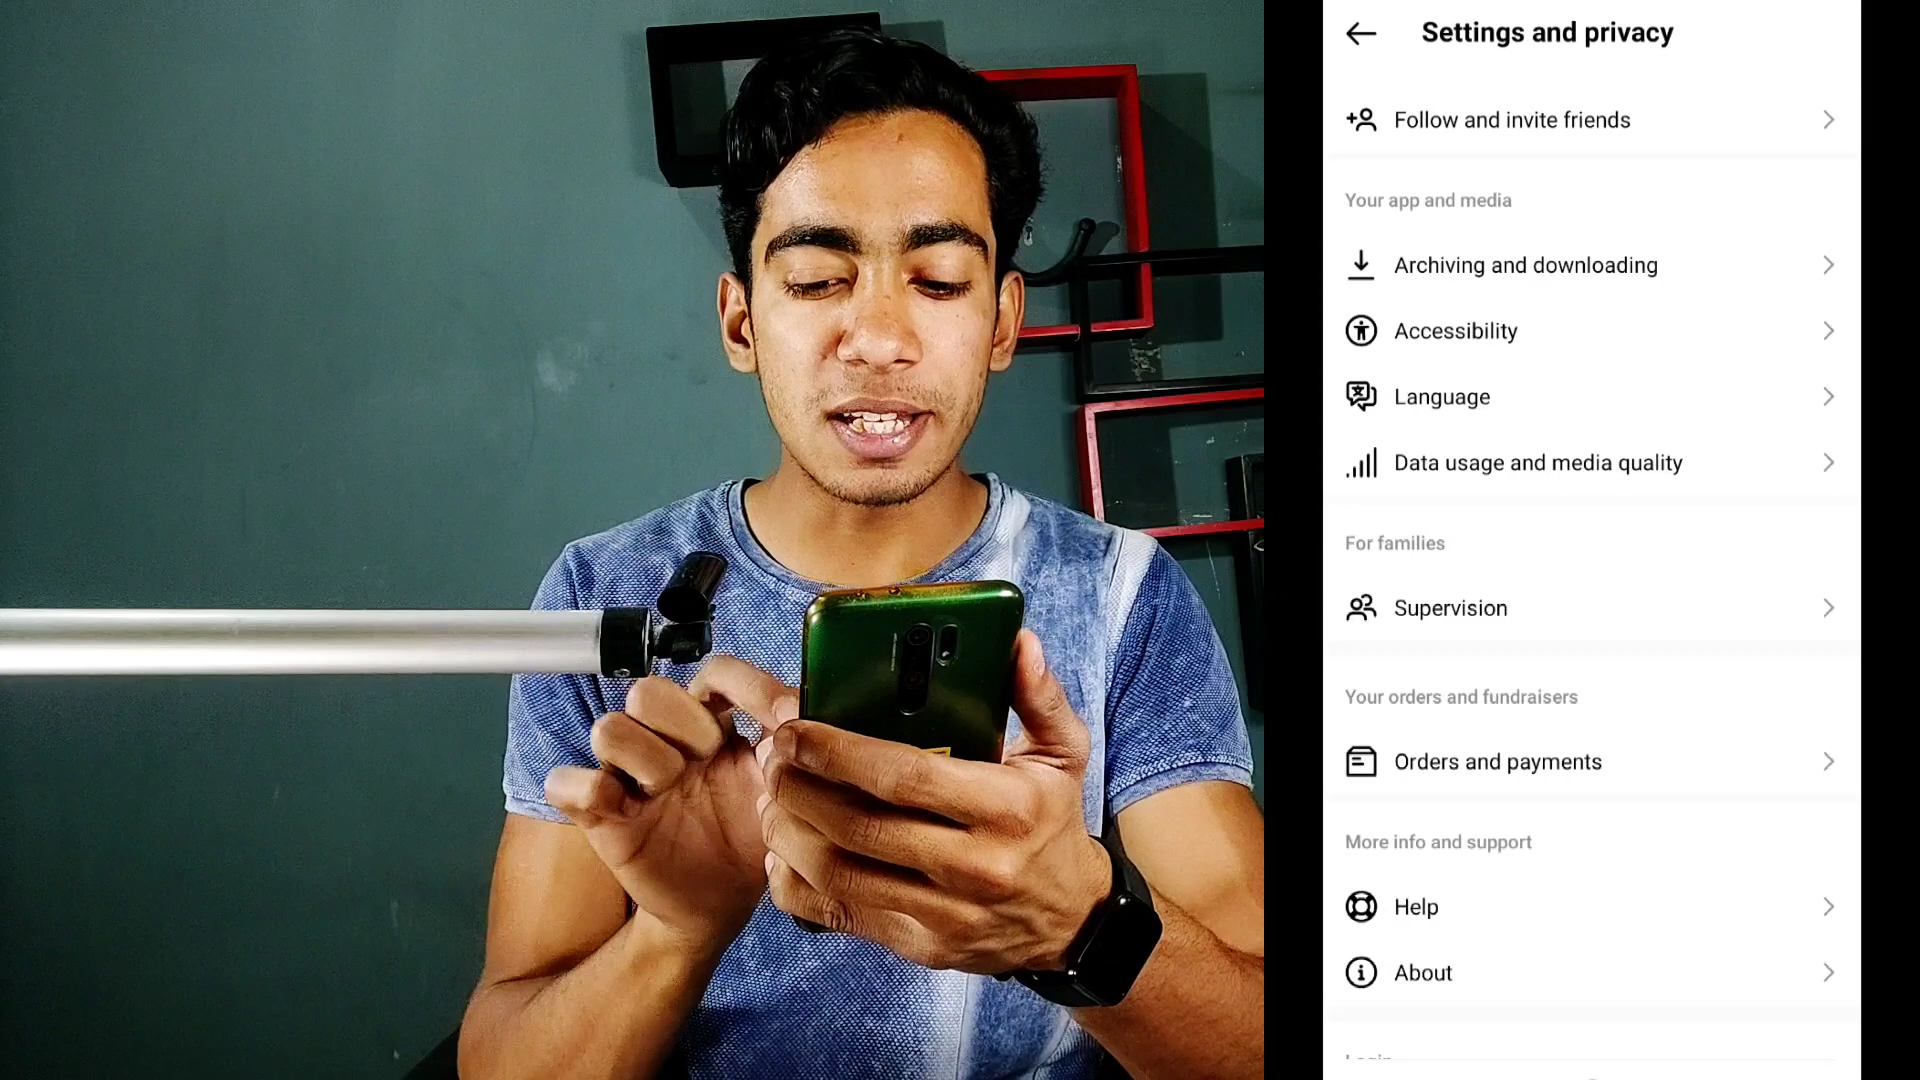 Settings and privacy
Follow and invite friends
Your app and media
Archiving and downloading
Accessibility
Language
Data usage and media quality
For families
Supervision
Your orders and fundraisers
Orders and payments
More info and support
Help
About
Login